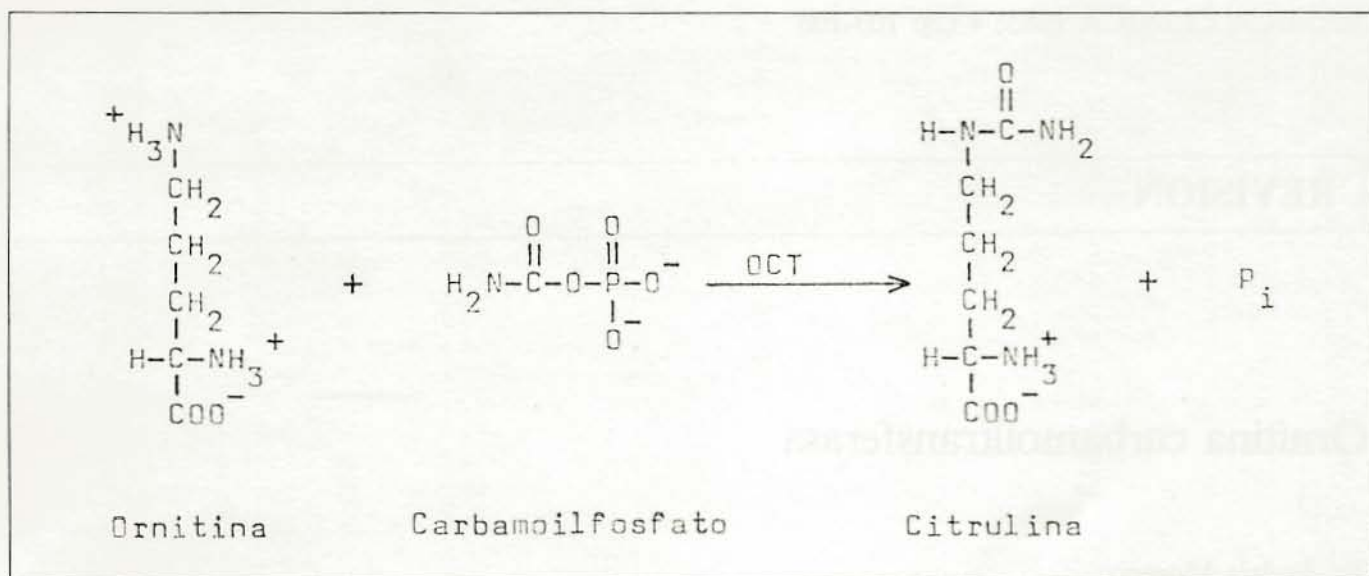 REVISION
Ornitina carbamoiltransferasa
+H3N
CH2
CH2
CH2
H-C-NH3+
COO-
+
O O
|| ||
H2N-C-O-P-O-
O-
OCT
O
||
H-N-C-NH2
CH2
CH2
CH2
H-C-NH3+
COO-
+
Pi
Ornitina Carbamoilfosfato Citrulina